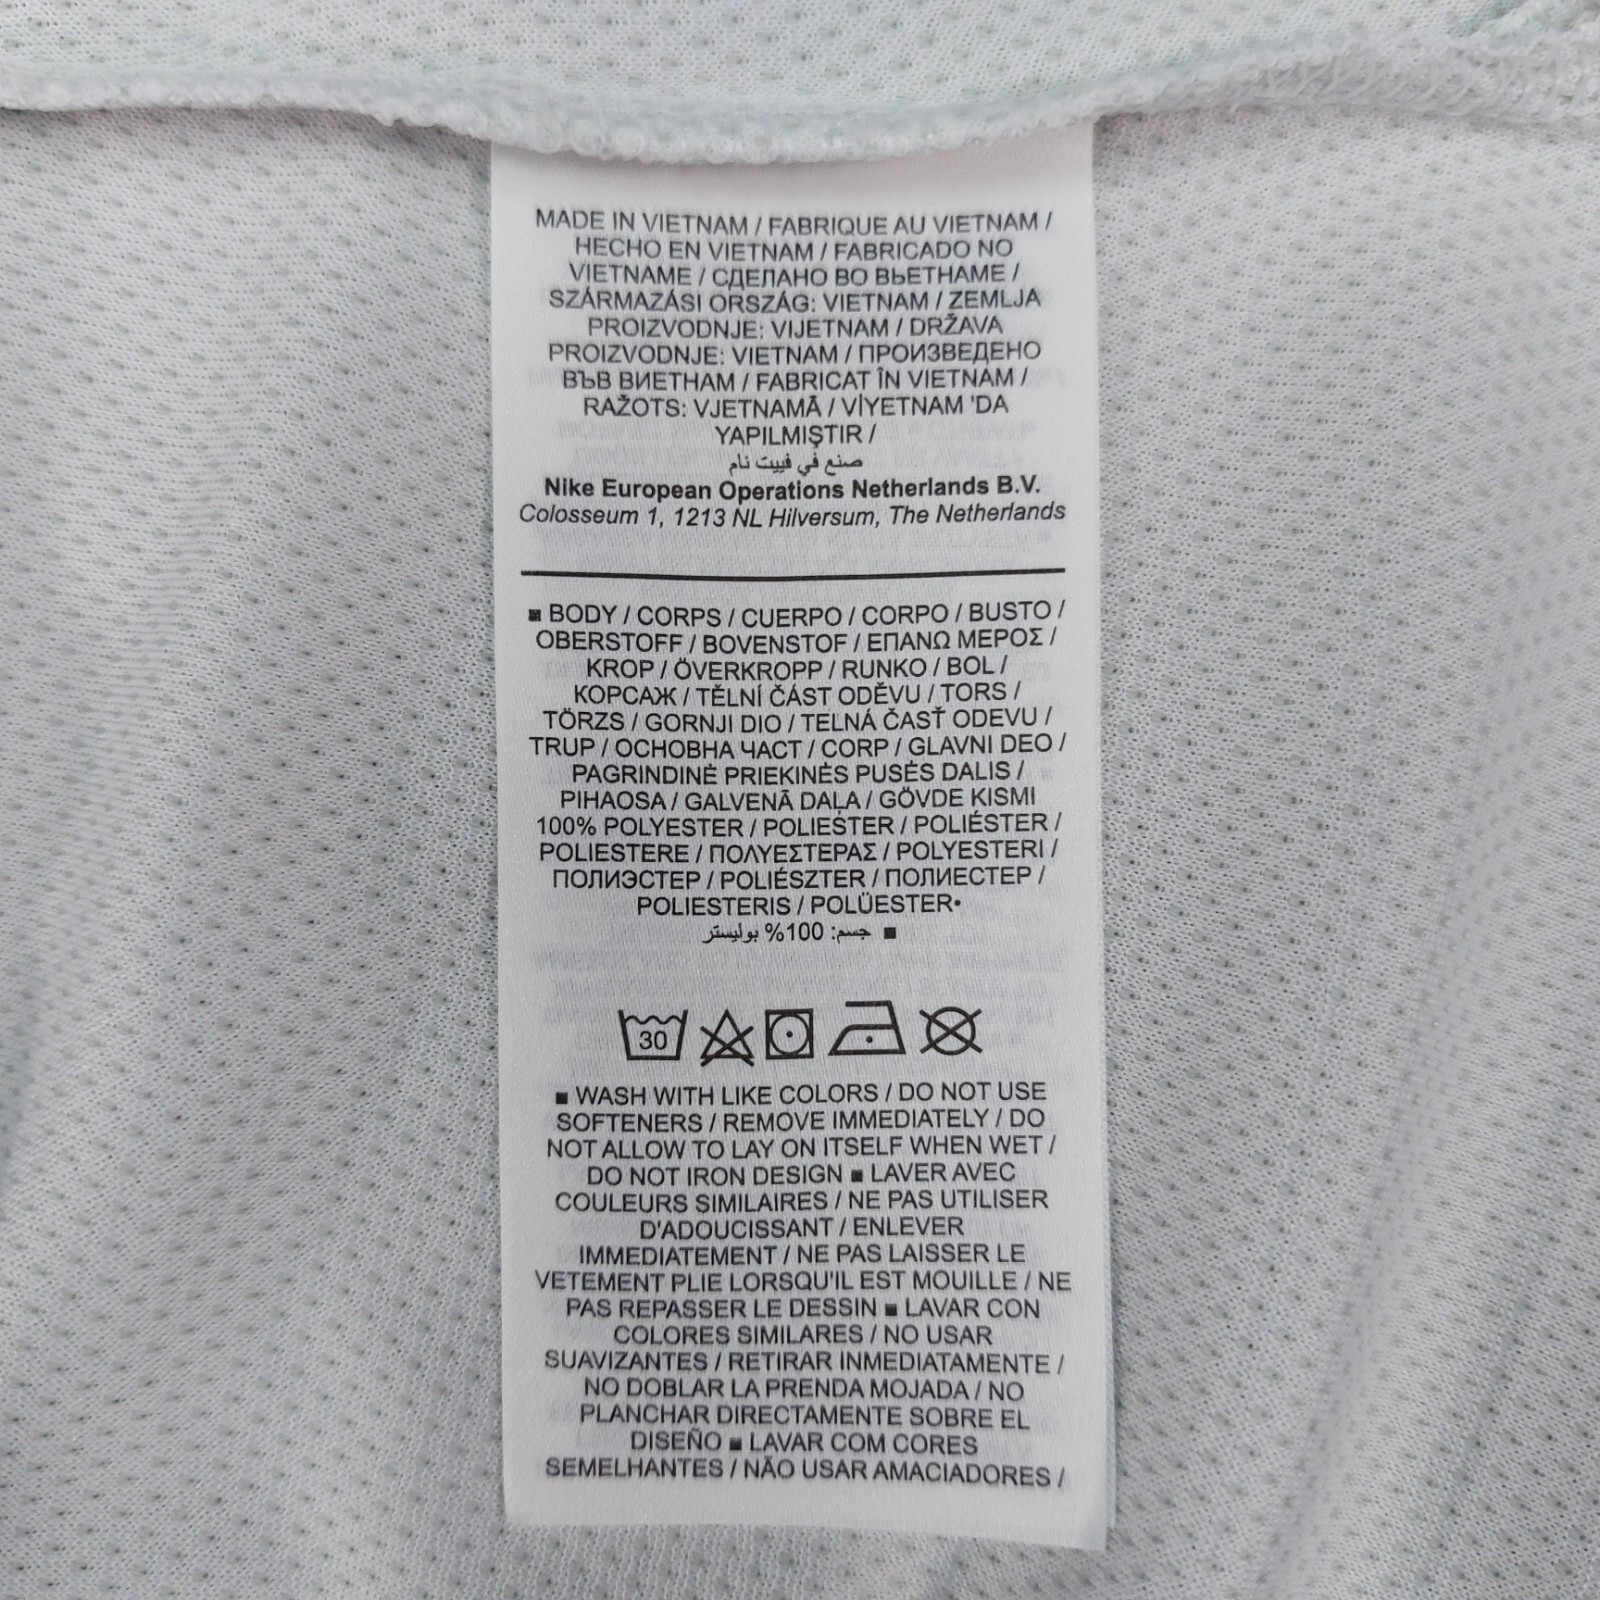 MADE IN VIETNAM / FABRIQUE AU VIETNAM /
HECHO EN VIETNAM / FABRICADO NO
VIETNAME / СДЕЛАНО ВО ВЬЕТНАМЕ /
SZÁRMAZÁSI ORSZÁG: VIETNAM / ZEMLJA
PROIZVODNJE: VIJETNAM / DRŽAVA
PROIZVODNJE: VIETNAM / ПРОИЗВЕДЕНО
ВЪВ ВИЕТНАМ / FABRICAT ÎN VIETNAM /
RAŽOTS: VJETNAMĀ / VİYETNAM 'DA
YAPILMIŞTIR /
صنع في فييت نام
Nike European Operations Netherlands B.V.
Colosseum 1, 1213 NL Hilversum, The Netherlands
■ BODY / CORPS / CUERPO / CORPO / BUSTO /
OBERSTOFF / BOVENSTOF / ΕΠΑΝΩ ΜΕΡΟΣ /
KROP / ÖVERKROPP / RUNKO / BOL /
КОРСАЖ / TĚLNÍ ČÁST ODĚVU / TORS /
TÖRZS / GORNJI DIO / TELNÁ ČASŤ ODEVU /
TRUP / ОСНОВНА ЧАСТ / CORP / GLAVNI DEO /
PAGRINDINĖ PRIEKINĖS PUSĖS DALIS /
PIHAOSA / GALVENĀ DAĻA / GÖVDE KISMI
100% POLYESTER / POLIESTER / POLIÉSTER /
POLIESTERE / ΠΟΛΥΕΣΤΕΡΑΣ / POLYESTERI /
ПОЛИЭСТЕР / POLIÉSZTER / ПОЛИЕСТЕР /
POLIESTERIS / POLÜESTER•
■ جسم: 100% بوليستر
30
■ WASH WITH LIKE COLORS / DO NOT USE
SOFTENERS / REMOVE IMMEDIATELY / DO
NOT ALLOW TO LAY ON ITSELF WHEN WET /
DO NOT IRON DESIGN ■ LAVER AVEC
COULEURS SIMILAIRES / NE PAS UTILISER
D'ADOUCISSANT / ENLEVER
IMMEDIATEMENT / NE PAS LAISSER LE
VETEMENT PLIE LORSQU'IL EST MOUILLE / NE
PAS REPASSER LE DESSIN ■ LAVAR CON
COLORES SIMILARES / NO USAR
SUAVIZANTES / RETIRAR INMEDIATAMENTE /
NO DOBLAR LA PRENDA MOJADA / NO
PLANCHAR DIRECTAMENTE SOBRE EL
DISEÑO ■ LAVAR COM CORES
SEMELHANTES / NÃO USAR AMACIADORES /